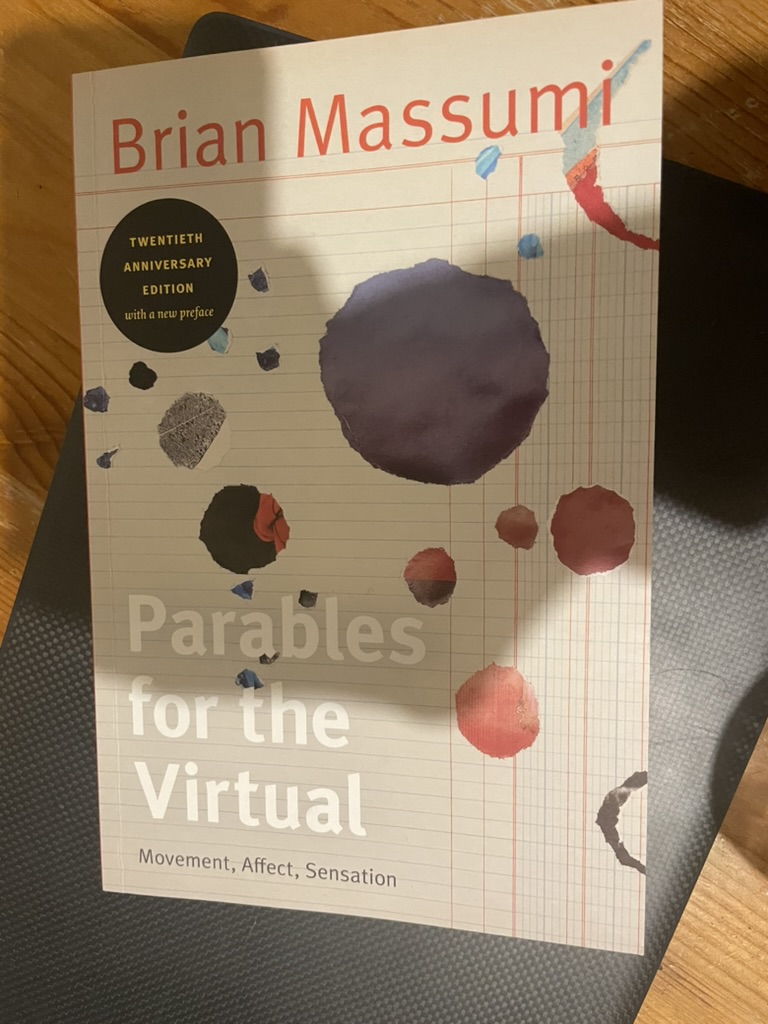 Brian Massumi
TWENTIETH
ANNIVERSARY
EDITION
with a new preface
Parables
for the
Virtual
Movement, Affect, Sensation